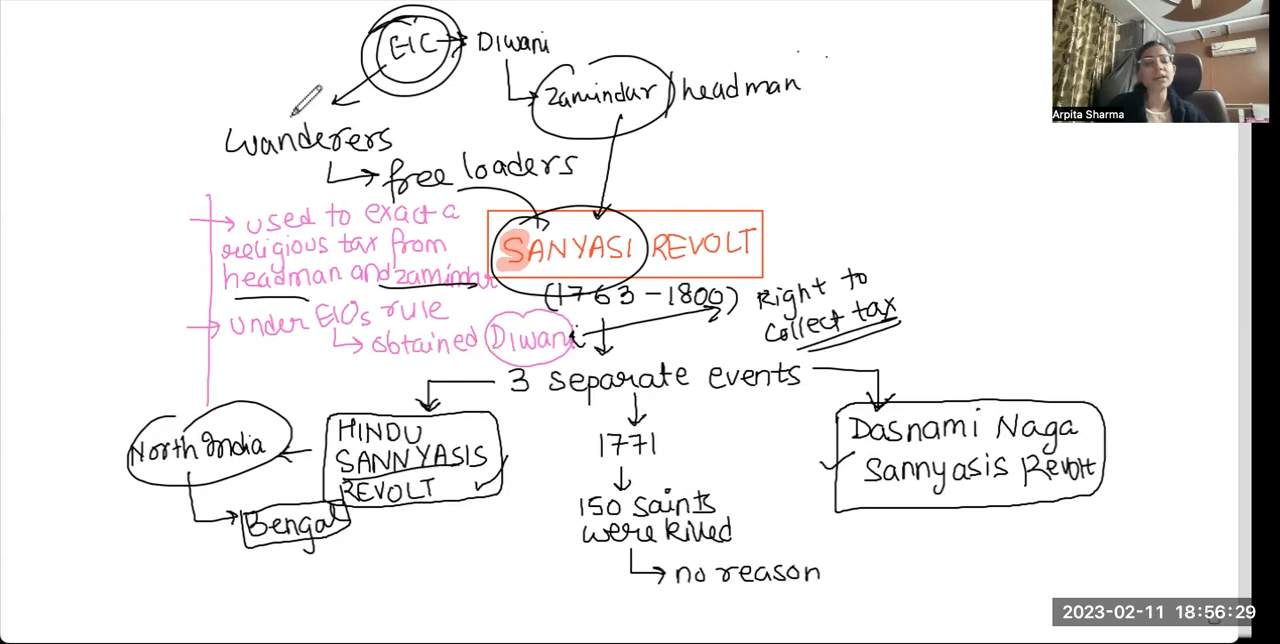 EIC
Diwani
zamindar / headman
wanderers
free loaders
used to exact a
religious tax from
headman and zamindar
under EICs rule
obtained Diwani
SANYASI REVOLT
(1763-1800)
Right to
collect tax
3 separate events
North India
Bengal
HINDU
SANNYASIS
REVOLT
1771
150 saints
were killed
no reason
Dasnami Naga
Sannyasis Revolt
Arpita Sharma
2023-02-11 18:56:29